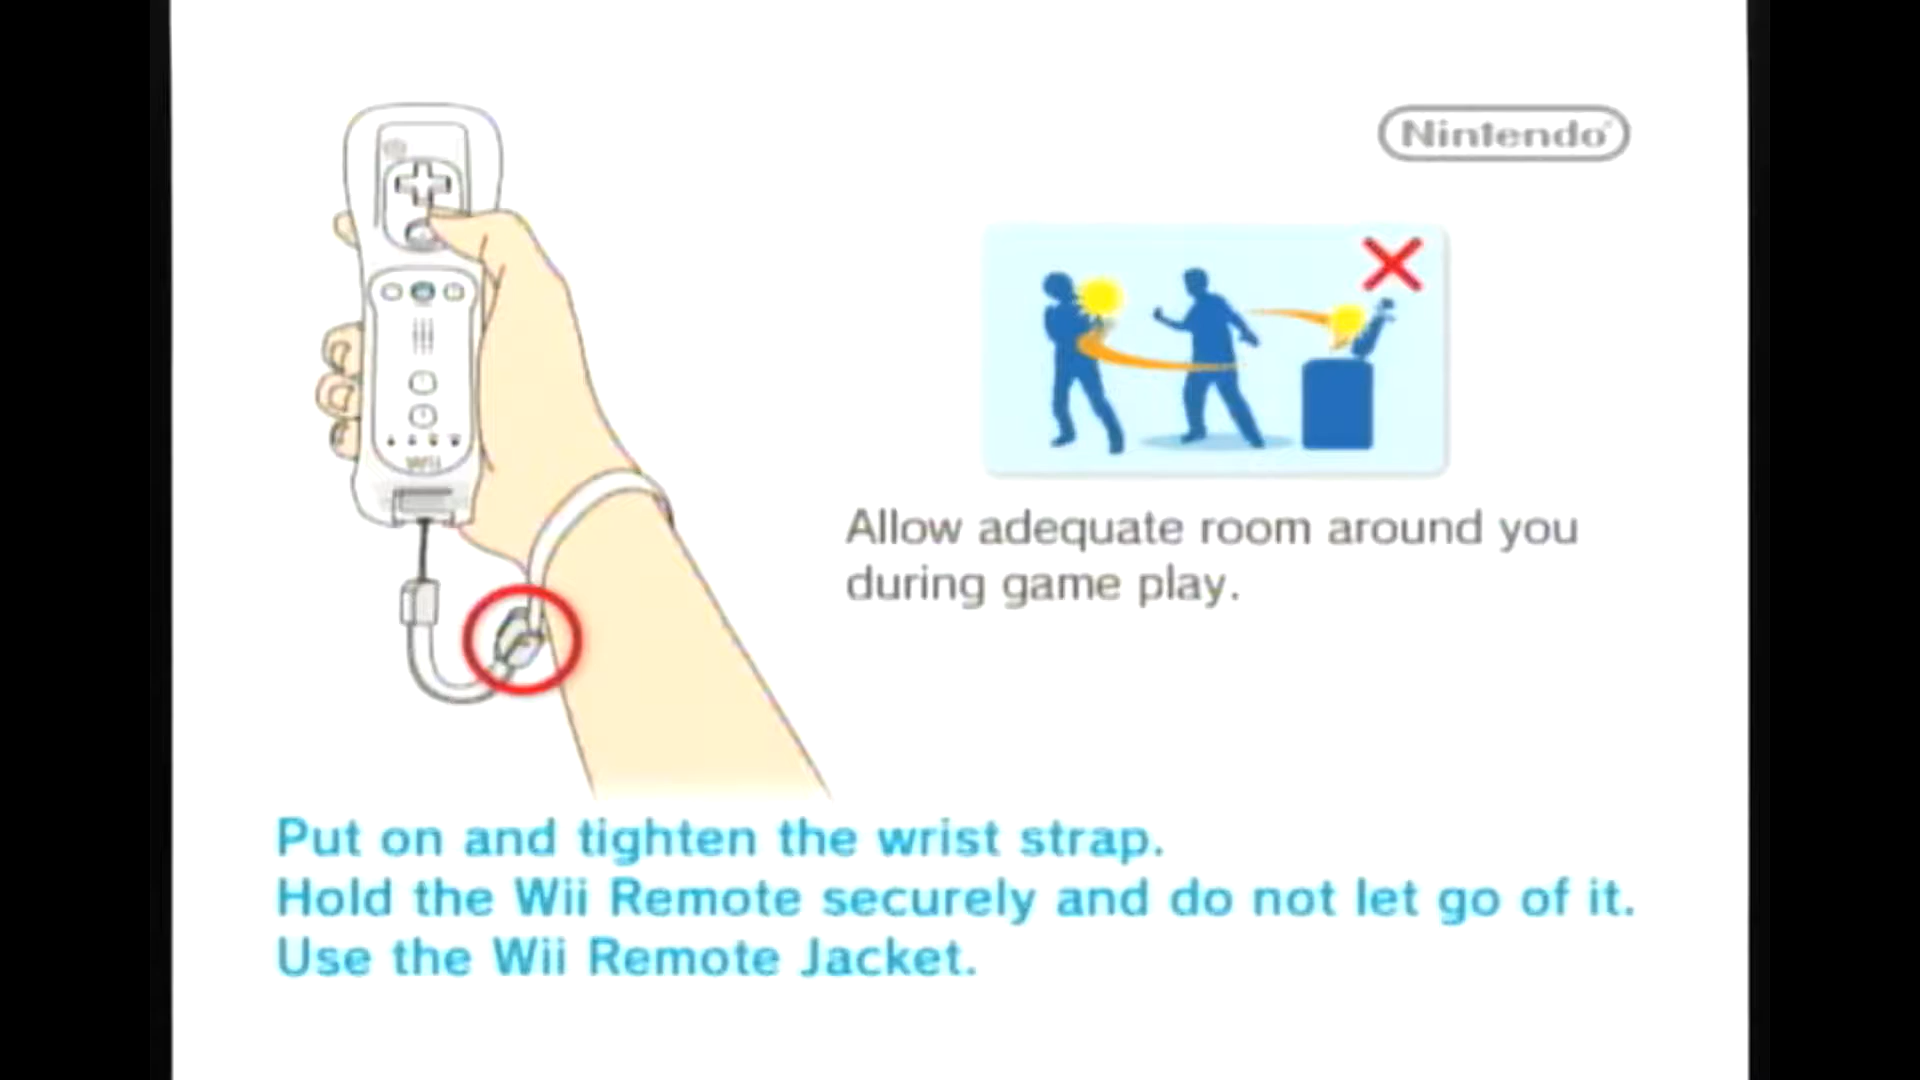 Nintendo
Wii
Allow adequate room around you
during game play.
Put on and tighten the wrist strap.
Hold the Wii Remote securely and do not let go of it.
Use the Wii Remote Jacket.